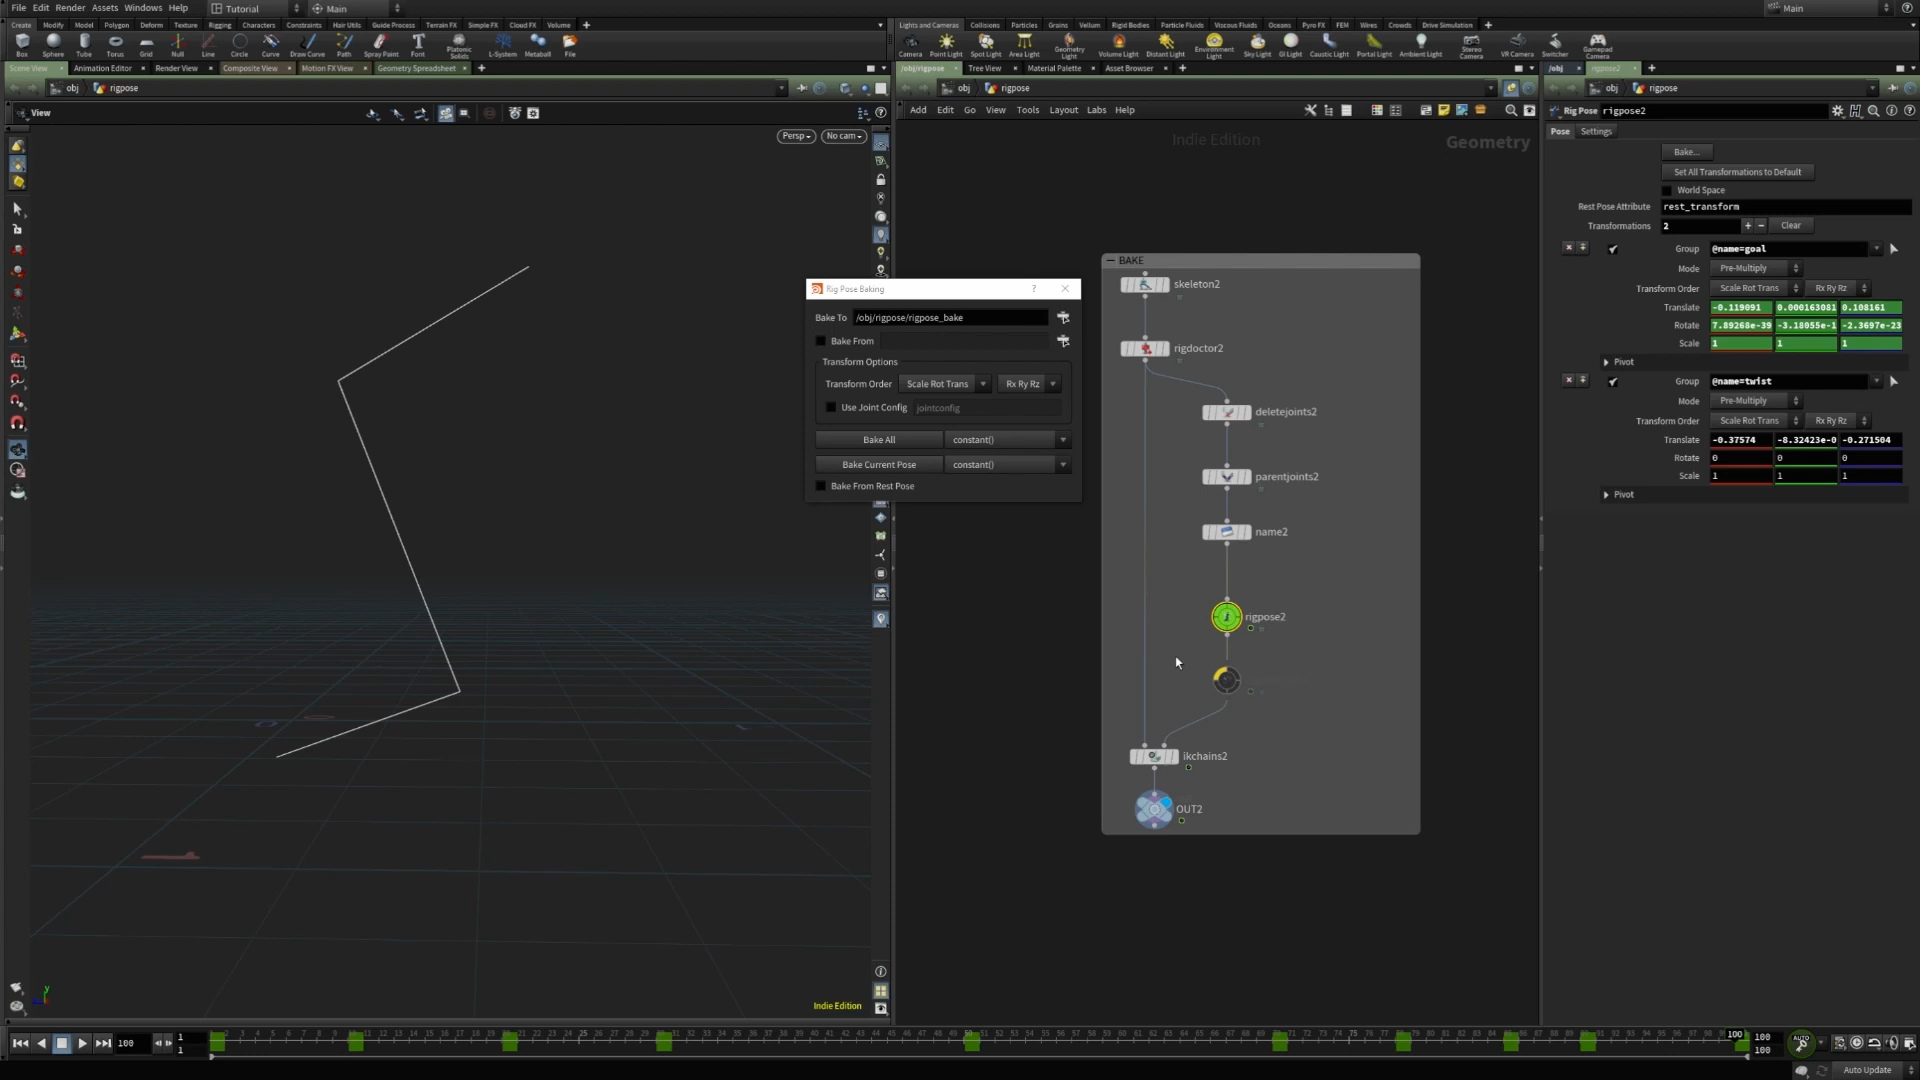 File Edit Render Assets Windows Help Tutorial Main Main
Create Modify Model Polygon Deform Texture Rigging Characters Constraints Hair Utils Guide Process Terrain FX Simple FX Cloud FX Volume
Lights and Cameras Collisions Particles Grains Vellum Rigid Bodies Particle Fluids Viscous Fluids Oceans Pyro FX FEM Wires Crowds Drive Simulation
Box Sphere Tube Torus Grid Null Line Circle Curve Draw Curve Path Spray Paint Font Platonic Solids L-System Metaball File
Camera Point Light Spot Light Area Light Geometry Light Volume Light Distant Light Environment Light Sky Light GI Light Caustic Light Portal Light Ambient Light Stereo Camera VR Camera Switcher Gamepad Camera
Scene View Animation Editor Render View Composite View Motion FX View Geometry Spreadsheet
/obj/rigpose Tree View Material Palette Asset Browser
/obj rigpose2
obj rigpose
obj rigpose
obj rigpose
View
Persp No cam
Add Edit Go View Tools Layout Labs Help
Indie Edition
Geometry
Rig Pose rigpose2
Pose Settings
Bake...
Set All Transformations to Default
World Space
Rest Pose Attribute rest_transform
Transformations 2 Clear
Group @name=goal
Mode Pre-Multiply
Transform Order Scale Rot Trans Rx Ry Rz
Translate -0.119091 0.000163081 0.108161
Rotate 7.89268e-39 -3.18055e-1 -2.3697e-23
Scale 1 1 1
Pivot
Group @name=twist
Mode Pre-Multiply
Transform Order Scale Rot Trans Rx Ry Rz
Translate -0.37574 -8.32423e-0 -0.271504
Rotate 0 0 0
Scale 1 1 1
Pivot
Rig Pose Baking ?
Bake To /obj/rigpose/rigpose_bake
Bake From
Transform Options
Transform Order Scale Rot Trans Rx Ry Rz
Use Joint Config jointconfig
Bake All constant()
Bake Current Pose constant()
Bake From Rest Pose
BAKE
skeleton2
rigdoctor2
deletejoints2
parentjoints2
name2
rigpose2
ikchains2
OUT2
Indie Edition
100 1 1
100 100 100
AUTO
Auto Update